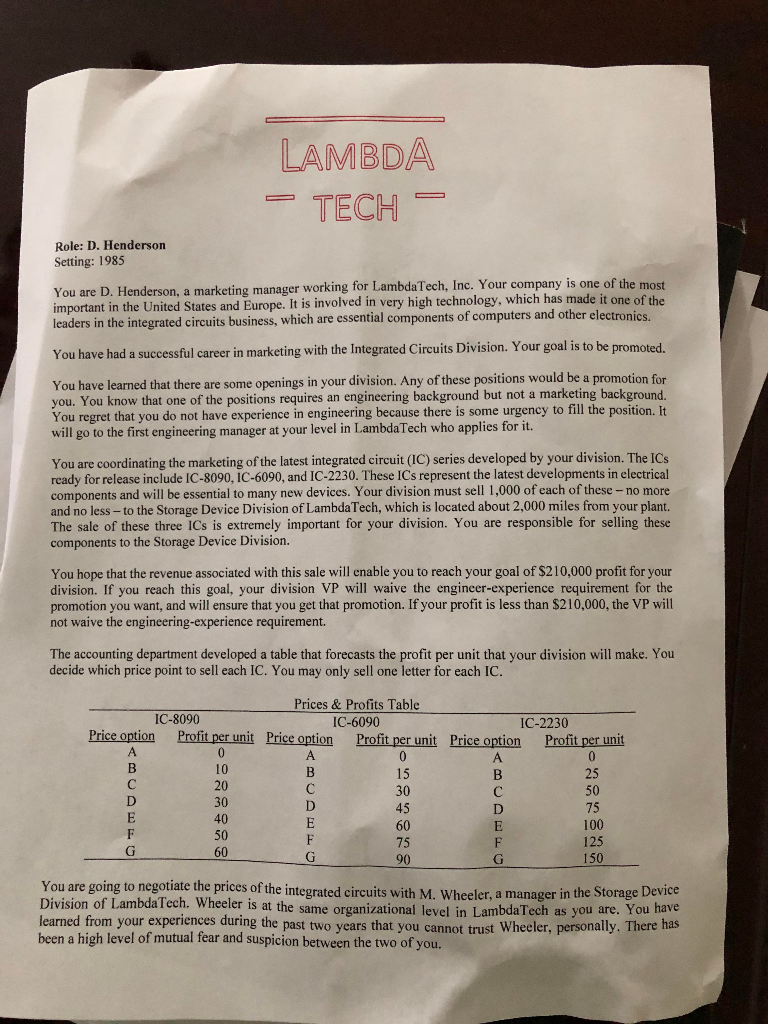 LAMBDA
TECH
Role: D. Henderson
Setting: 1985
You are D. Henderson, a marketing manager working for LambdaTech, Inc. Your company is one of the most
important in the United States and Europe. It is involved in very high technology, which has made it one of the
leaders in the integrated circuits business, which are essential components of computers and other electronics.
You have had a successful career in marketing with the Integrated Circuits Division. Your goal is to be promoted.
You have learned that there are some openings in your division. Any of these positions would be a promotion for
you. You know that one of the positions requires an engineering background but not a marketing background.
You regret that you do not have experience in engineering because there is some urgency to fill the position. It
will go to the first engineering manager at your level in LambdaTech who applies for it.
You are coordinating the marketing of the latest integrated circuit (IC) series developed by your division. The ICs
ready for release include IC-8090, IC-6090, and IC-2230. These ICs represent the latest developments in electrical
components and will be essential to many new devices. Your division must sell 1,000 of each of these – no more
and no less – to the Storage Device Division of LambdaTech, which is located about 2,000 miles from your plant.
The sale of these three ICs is extremely important for your division. You are responsible for selling these
components to the Storage Device Division.
You hope that the revenue associated with this sale will enable you to reach your goal of $210,000 profit for your
division. If you reach this goal, your division VP will waive the engineer-experience requirement for the
promotion you want, and will ensure that you get that promotion. If your profit is less than $210,000, the VP will
not waive the engineering-experience requirement.
The accounting department developed a table that forecasts the profit per unit that your division will make. You
decide which price point to sell each IC. You may only sell one letter for each IC.
Prices & Profits Table
IC-8090 IC-6090 IC-2230
Price option Profit per unit Price option Profit per unit Price option Profit per unit
A 0 A 0 A 0
B 10 B 15 B 25
C 20 C 30 C 50
D 30 D 45 D 75
E 40 E 60 E 100
F 50 F 75 F 125
G 60 G 90 G 150
You are going to negotiate the prices of the integrated circuits with M. Wheeler, a manager in the Storage Device
Division of LambdaTech. Wheeler is at the same organizational level in LambdaTech as you are. You have
learned from your experiences during the past two years that you cannot trust Wheeler, personally. There has
been a high level of mutual fear and suspicion between the two of you.